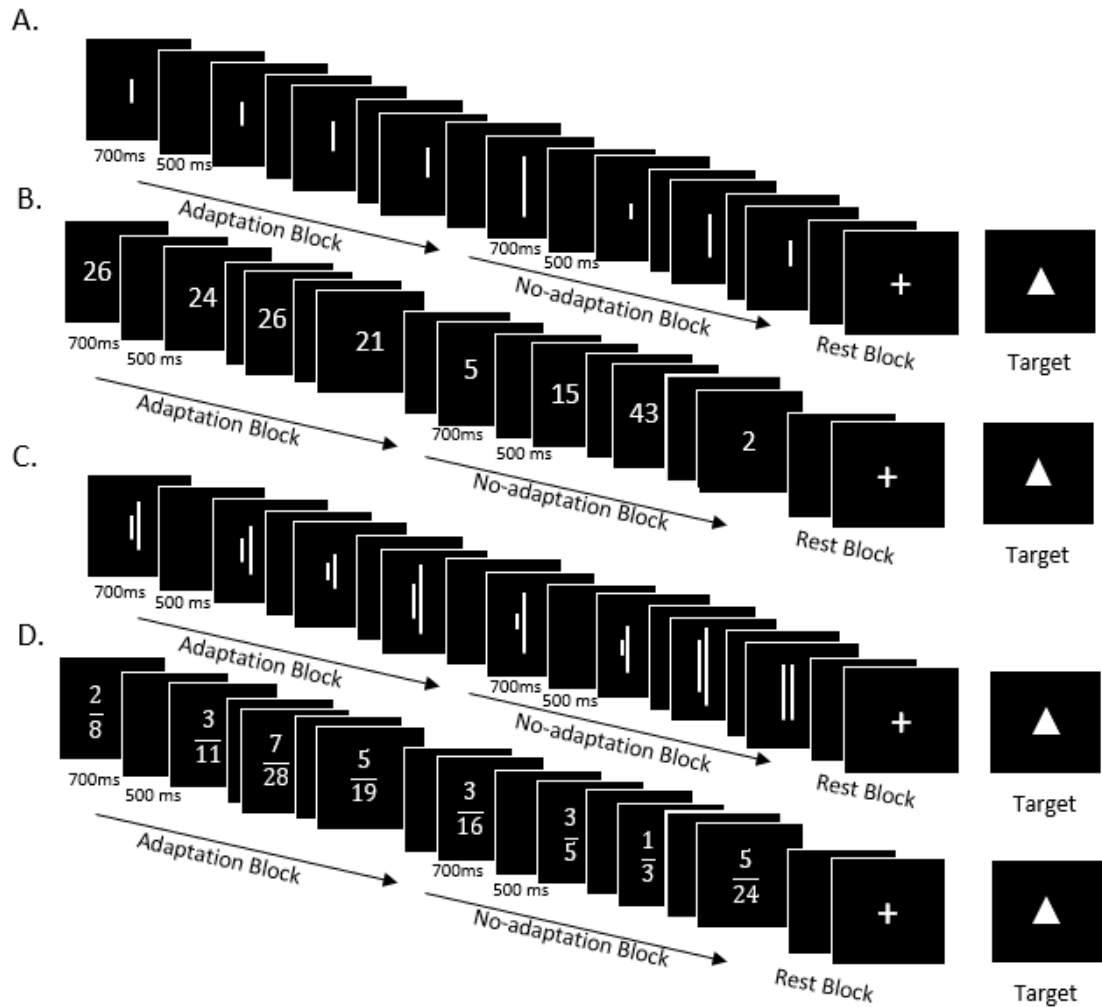 A.
700ms
500 ms
Adaptation Block
700ms
500 ms
No-adaptation Block
+
Rest Block
Target
B.
26
24
26
21
5
15
43
2
700ms
500 ms
Adaptation Block
700ms
500 ms
No-adaptation Block
+
Rest Block
Target
C.
700ms
500 ms
Adaptation Block
700ms
500 ms
No-adaptation Block
+
Rest Block
Target
D.
2
8
3
11
7
28
5
19
3
16
3
5
1
3
5
24
700ms
500 ms
Adaptation Block
700ms
500 ms
No-adaptation Block
+
Rest Block
Target